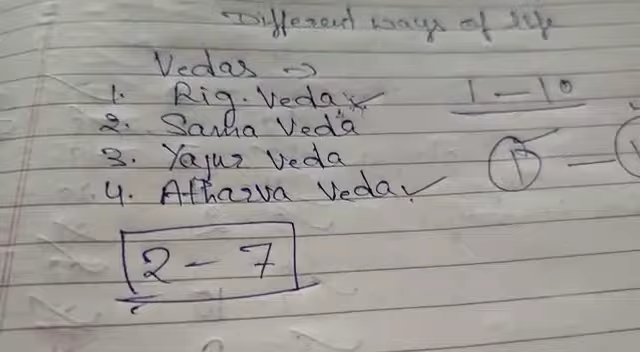 Different ways of life
Vedas →
1. Rig. Veda ✓
1 - 10
2. Sama Veda
3. Yajur Veda
4. Atharva Veda ✓
2 - 7